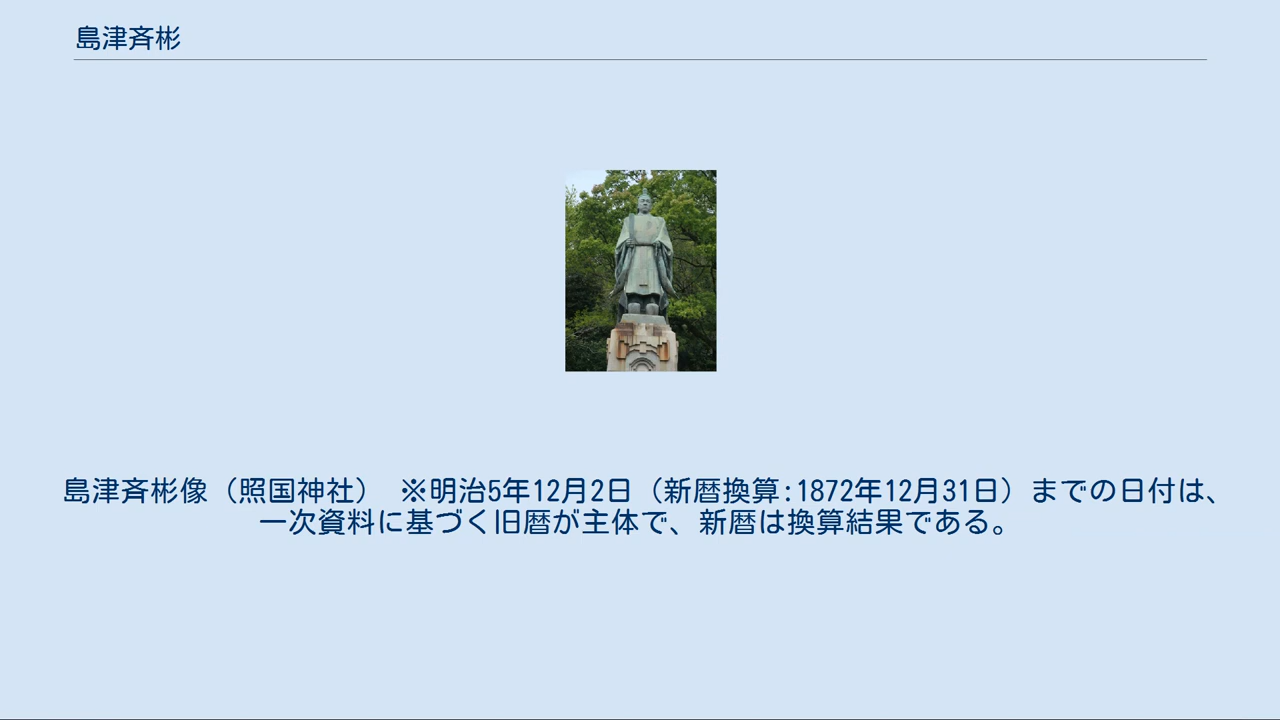 島津斉彬
島津斉彬像（照国神社）　※明治5年12月2日（新暦換算:1872年12月31日）までの日付は、
一次資料に基づく旧暦が主体で、新暦は換算結果である。